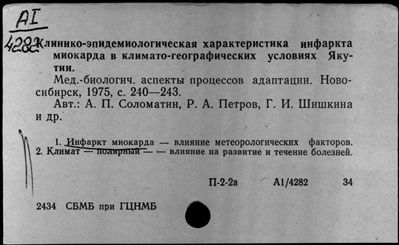 AI
4282
Клинико-эпидемиологическая характеристика инфаркта
миокарда в климато-географических условиях Яку-
тии.
Мед.-биологич. аспекты процессов адаптации. Ново-
сибирск, 1975, с. 240—243.
Авт.: А. П. Соломатин, Р. А. Петров, Г. И. Шишкина
и др.
1. Инфаркт миокарда — влияние метеорологических факторов.
2. Климат — полярный — — влияние на развитие и течение болезней.
П-2-2а А1/4282 34
2434 СБМБ при ГЦНМБ